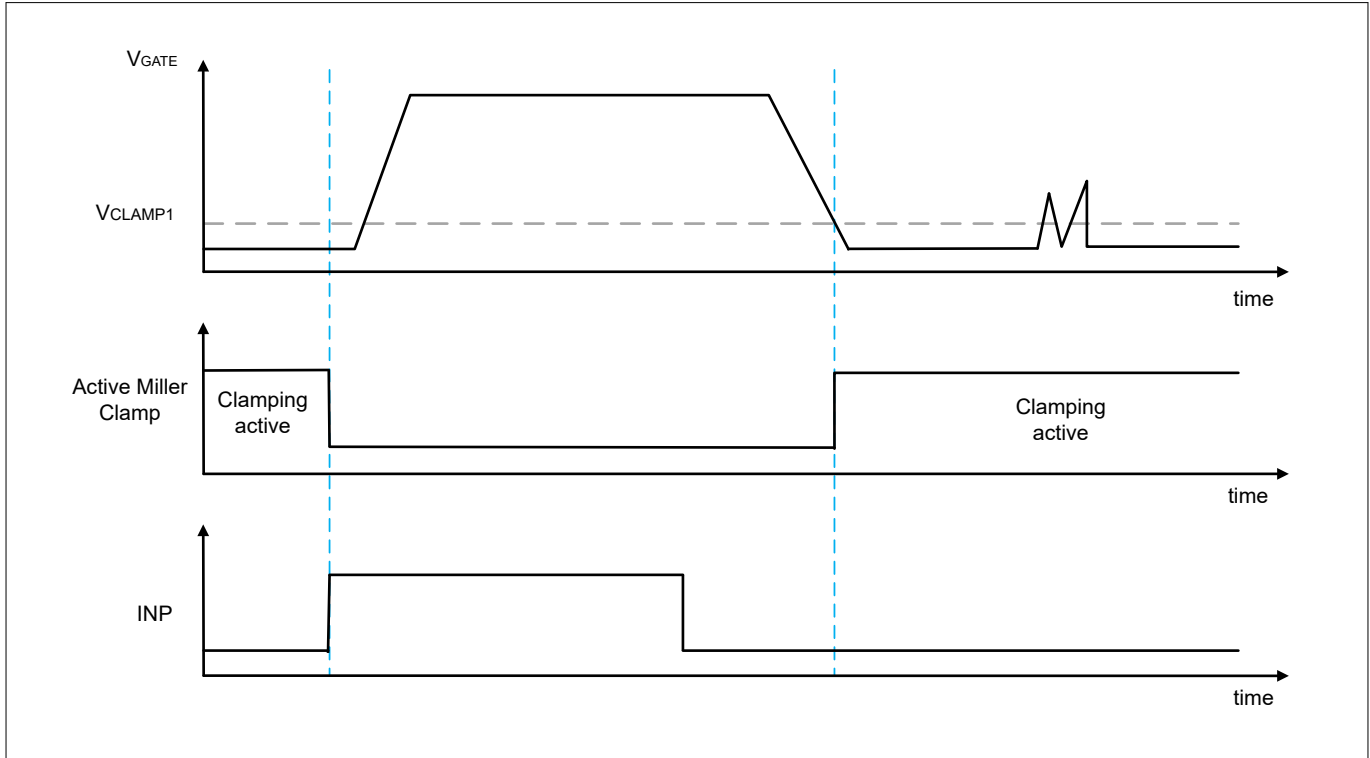 VGATE
VCLAMP1
time
Active Miller
Clamp
Clamping
active
Clamping
active
time
INP
time